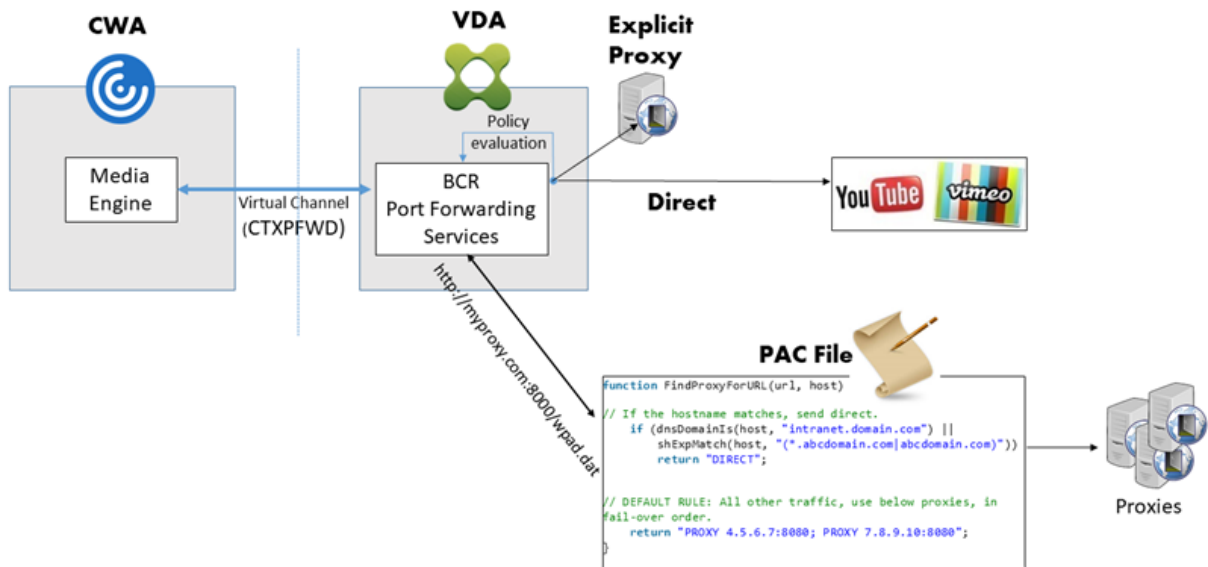 CWA
VDA
Explicit
Proxy
Policy
evaluation
Media
Engine
Virtual Channel
(CTXPFWD)
BCR
Port Forwarding
Services
Direct
You Tube
vimeo
http://myproxy.com:8000/wpad.dat
PAC File
function FindProxyForURL(url, host)
// If the hostname matches, send direct.
if (dnsDomainIs(host, "intranet.domain.com") ||
shExpMatch(host, "(*.abcdomain.com|abcdomain.com)"))
return "DIRECT";
// DEFAULT RULE: All other traffic, use below proxies, in
fail-over order.
return "PROXY 4.5.6.7:8080; PROXY 7.8.9.10:8080";
}
Proxies